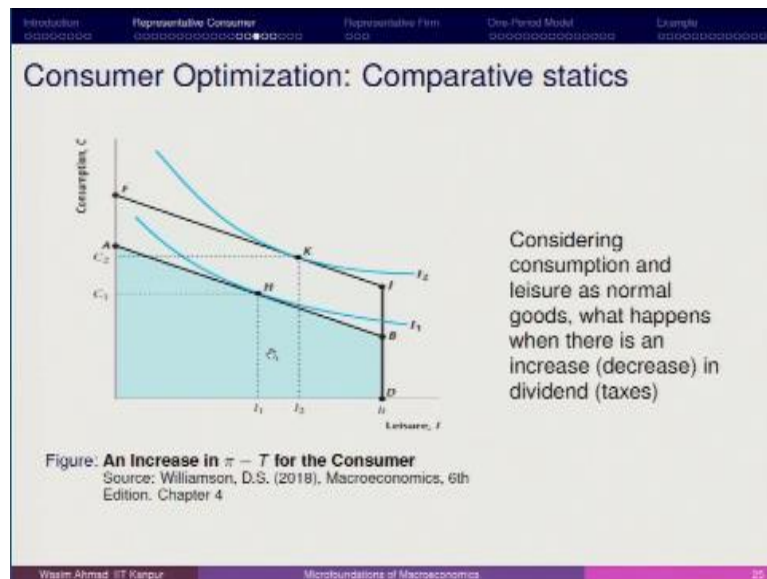 Introduction Representative Consumer Representative Firm One-Period Model Example
Consumer Optimization: Comparative statics
Consumption, C
F
A
C₂
K
I₂
J
C₁
H
I₁
B
D
l₁ l₂ h
Leisure, l
Considering
consumption and
leisure as normal
goods, what happens
when there is an
increase (decrease) in
dividend (taxes)
Figure: An Increase in π − T for the Consumer
Source: Williamson, D.S. (2018), Macroeconomics, 6th
Edition. Chapter 4
Wasim Ahmad IIT Kanpur Microfoundations of Macroeconomics 25